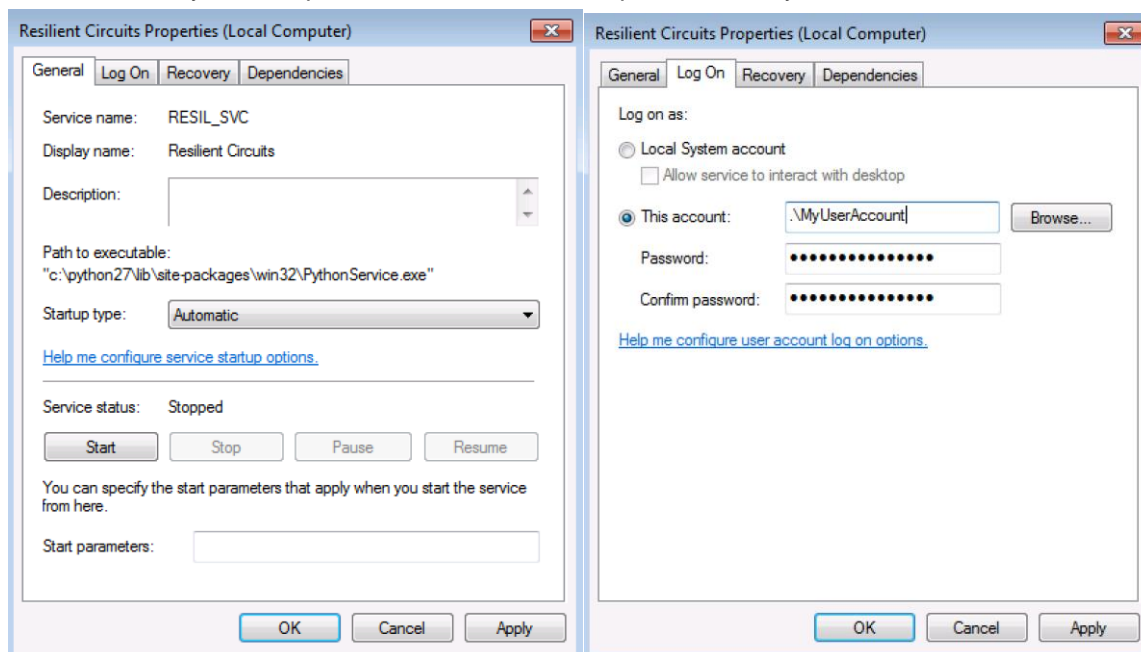 Resilient Circuits Properties (Local Computer)
General Log On Recovery Dependencies
Service name: RESIL_SVC
Display name: Resilient Circuits
Description:
Path to executable:
"c:\python27\lib\site-packages\win32\PythonService.exe"
Startup type: Automatic
Help me configure service startup options.
Service status: Stopped
Start Stop Pause Resume
You can specify the start parameters that apply when you start the service
from here.
Start parameters:
OK Cancel Apply
Resilient Circuits Properties (Local Computer)
General Log On Recovery Dependencies
Log on as:
Local System account
Allow service to interact with desktop
This account: .\MyUserAccount Browse...
Password: •••••••••••••••
Confirm password: •••••••••••••••
Help me configure user account log on options.
OK Cancel Apply